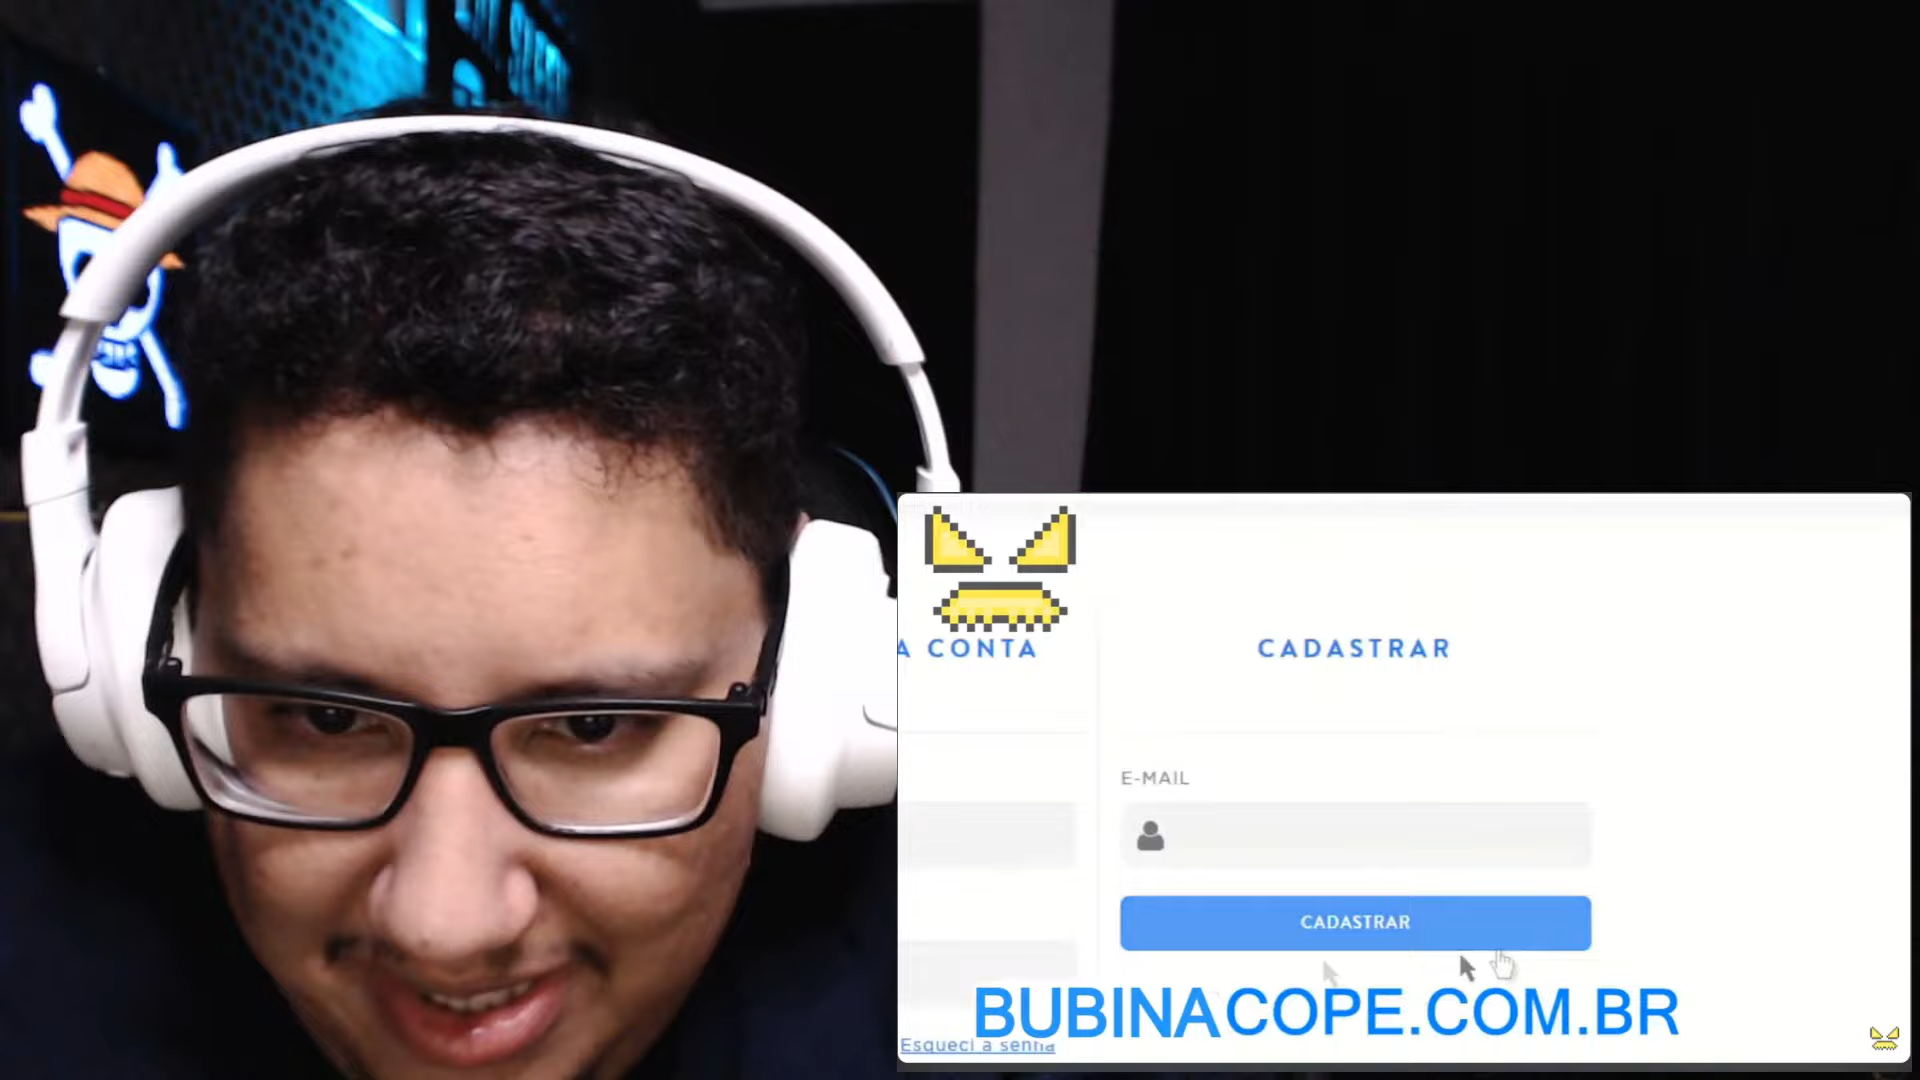 A CONTA
CADASTRAR
E-MAIL
CADASTRAR
BUBINACOPE.COM.BR
Esqueci a senha